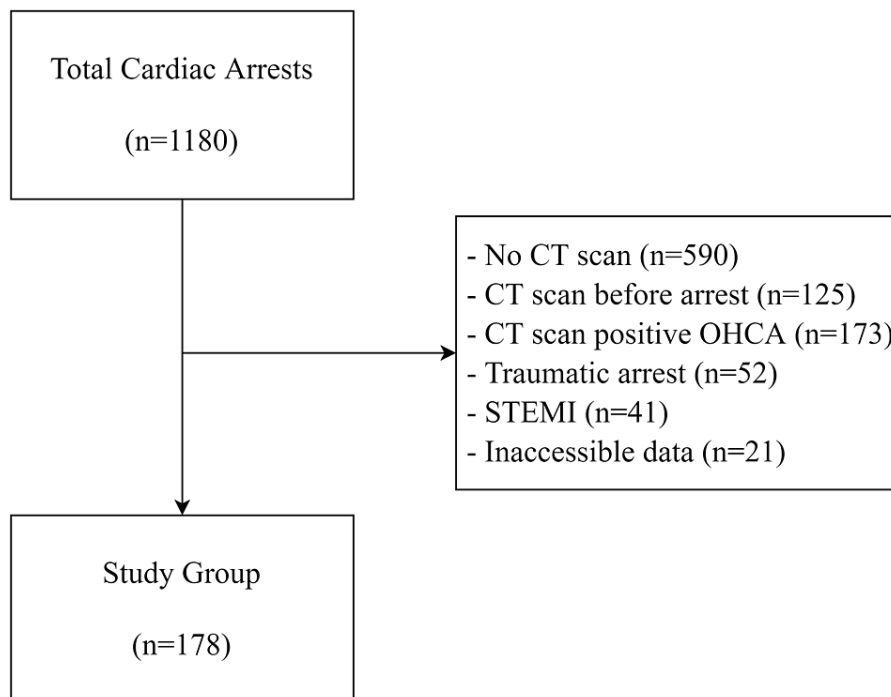 Total Cardiac Arrests
(n=1180)
- No CT scan (n=590)
- CT scan before arrest (n=125)
- CT scan positive OHCA (n=173)
- Traumatic arrest (n=52)
- STEMI (n=41)
- Inaccessible data (n=21)
Study Group
(n=178)